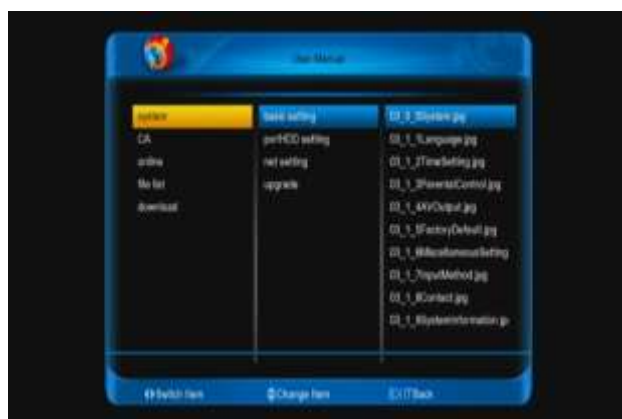 User Manual
system
CA
online
file list
download
basic setting
pvr/HDD setting
net setting
upgrade
03_1_1Language.jpg
03_1_2TimeSetting.jpg
03_1_3ParentalControl.jpg
03_1_4AVOutput.jpg
03_1_5FactoryDefault.jpg
03_1_6MiscellaneousSetting
03_1_7InputMethod.jpg
03_1_8Contact.jpg
03_1_9SystemInformation.jp
Switch Item
Change Item
EXIT Back